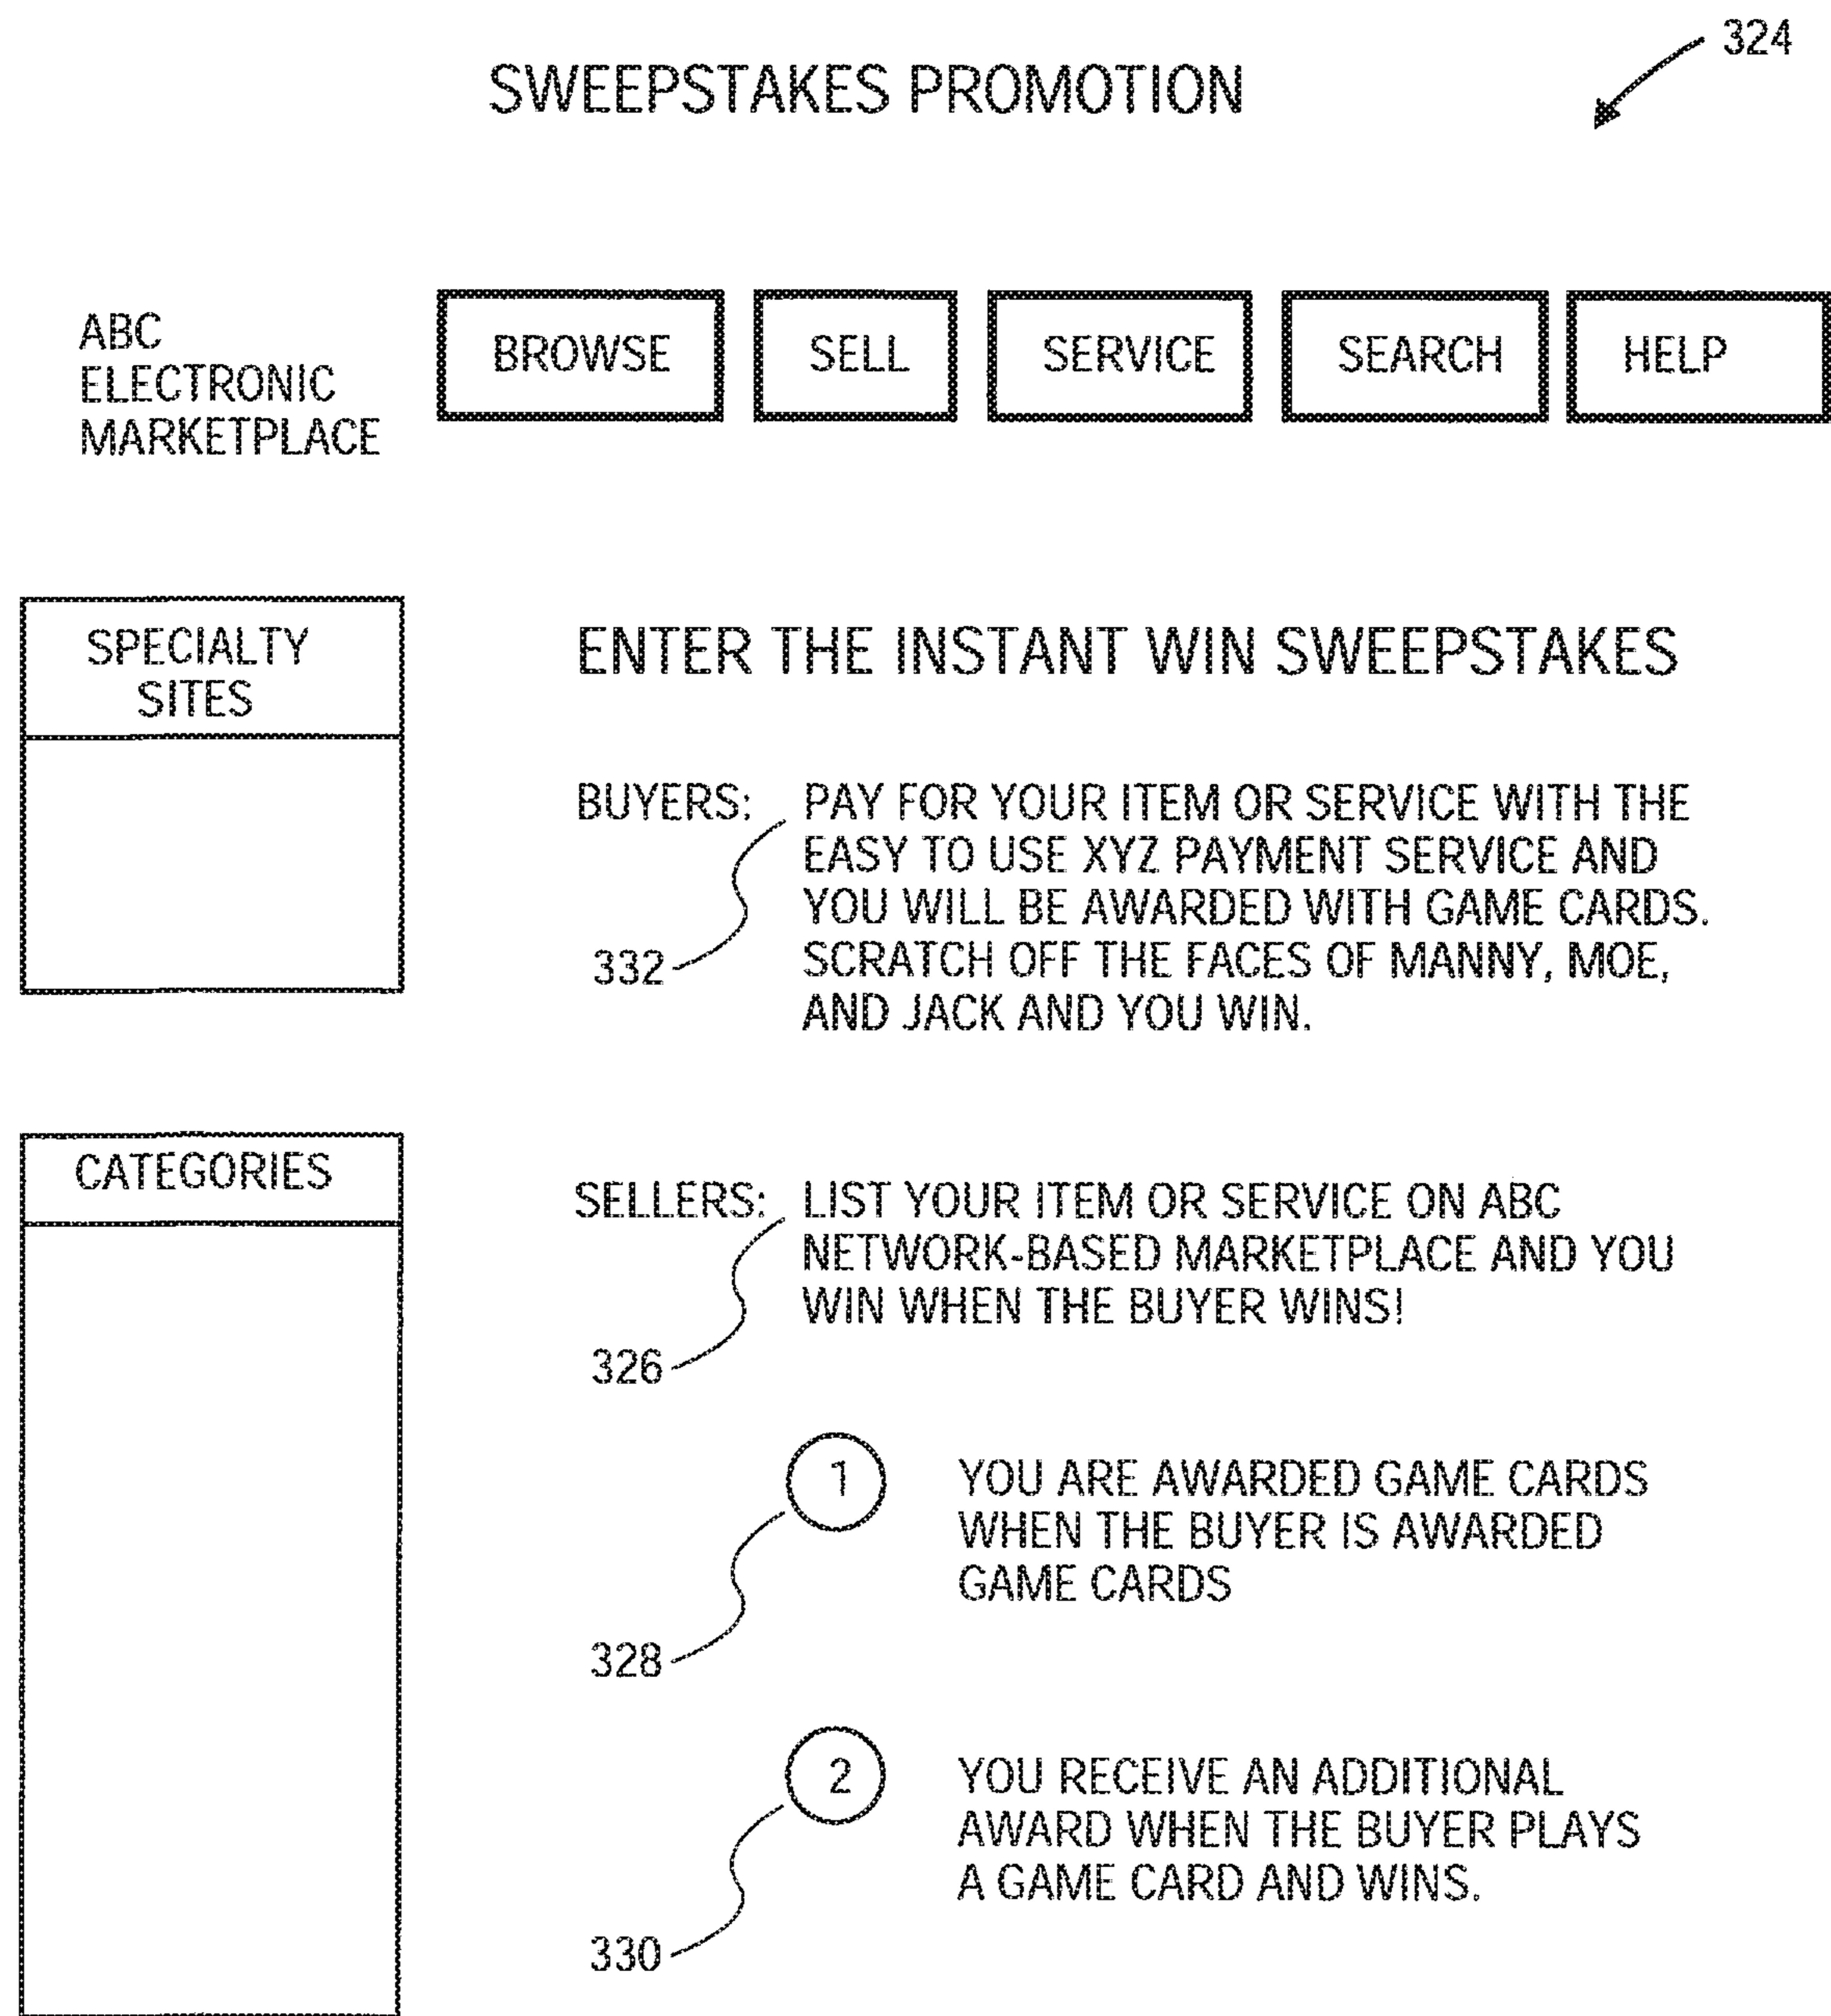 324
SWEEPSTAKES PROMOTION
ABC
ELECTRONIC
MARKETPLACE
BROWSE
SELL
SERVICE
SEARCH
HELP
SPECIALTY
SITES
ENTER THE INSTANT WIN SWEEPSTAKES
BUYERS: PAY FOR YOUR ITEM OR SERVICE WITH THE
EASY TO USE XYZ PAYMENT SERVICE AND
YOU WILL BE AWARDED WITH GAME CARDS.
SCRATCH OFF THE FACES OF MANNY, MOE,
AND JACK AND YOU WIN.
332
CATEGORIES
SELLERS: LIST YOUR ITEM OR SERVICE ON ABC
NETWORK-BASED MARKETPLACE AND YOU
WIN WHEN THE BUYER WINS!
326
1 YOU ARE AWARDED GAME CARDS
WHEN THE BUYER IS AWARDED
GAME CARDS
328
2 YOU RECEIVE AN ADDITIONAL
AWARD WHEN THE BUYER PLAYS
A GAME CARD AND WINS.
330